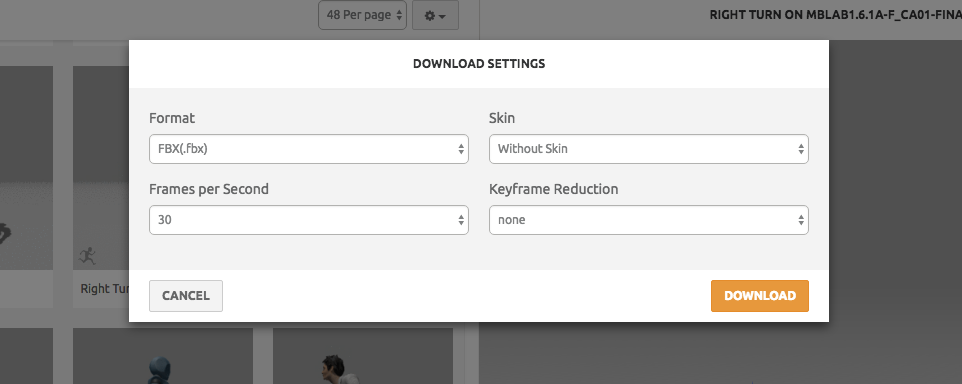 48 Per page
RIGHT TURN ON MBLAB1.6.1A-F_CA01-FINA
DOWNLOAD SETTINGS
Format
Skin
FBX(.fbx)
Without Skin
Frames per Second
Keyframe Reduction
30
none
Right Tur
CANCEL
DOWNLOAD